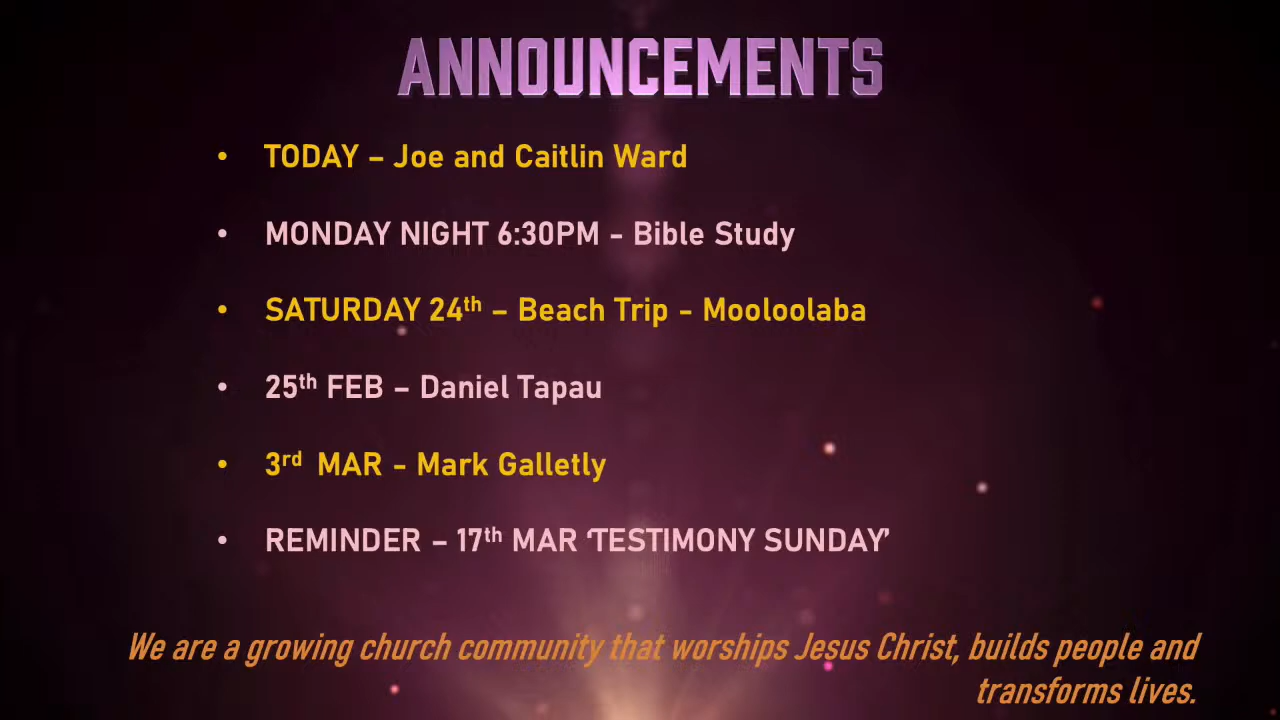 ANNOUNCEMENTS
• TODAY – Joe and Caitlin Ward
• MONDAY NIGHT 6:30PM - Bible Study
• SATURDAY 24th – Beach Trip - Mooloolaba
• 25th FEB – Daniel Tapau
• 3rd MAR - Mark Galletly
• REMINDER – 17th MAR ‘TESTIMONY SUNDAY’
We are a growing church community that worships Jesus Christ, builds people and
transforms lives.